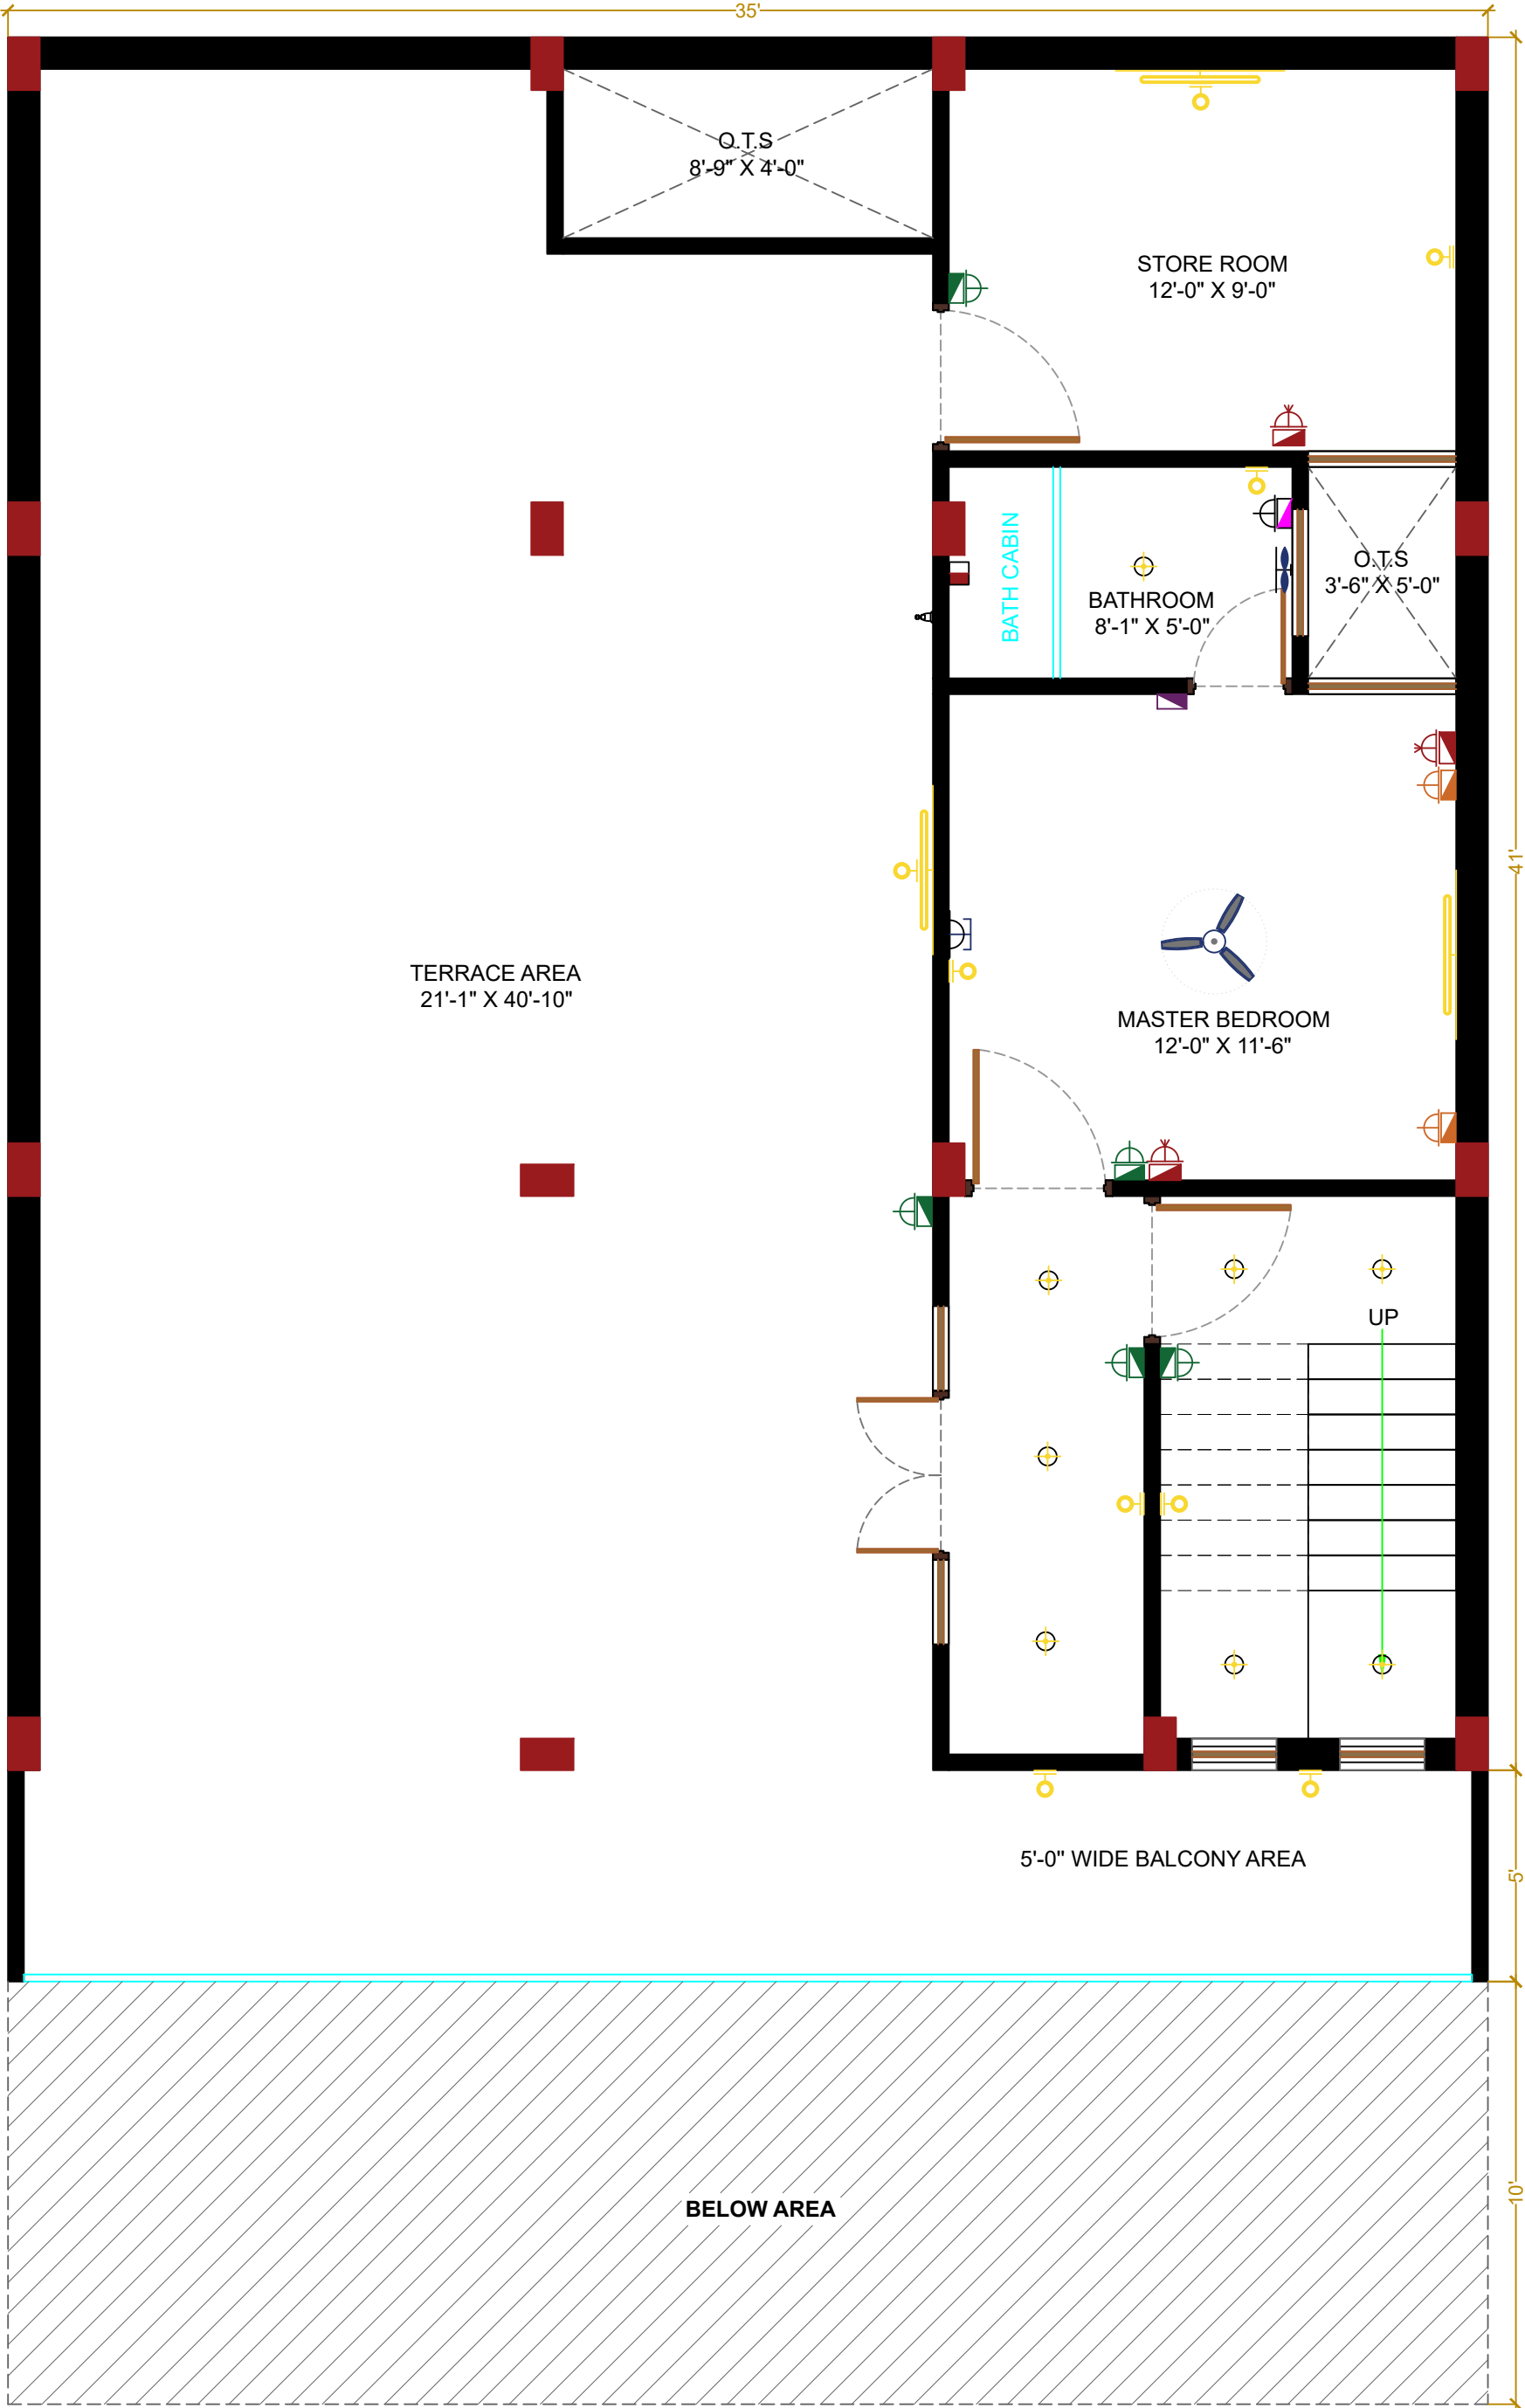 35'
O.T.S
8'-9" X 4'-0"
STORE ROOM
12'-0" X 9'-0"
BATH CABIN
O.T.S
3'-6" X 5'-0"
BATHROOM
8'-1" X 5'-0"
41'
TERRACE AREA
21'-1" X 40'-10"
MASTER BEDROOM
12'-0" X 11'-6"
UP
5'-0" WIDE BALCONY AREA
5'
10'
BELOW AREA